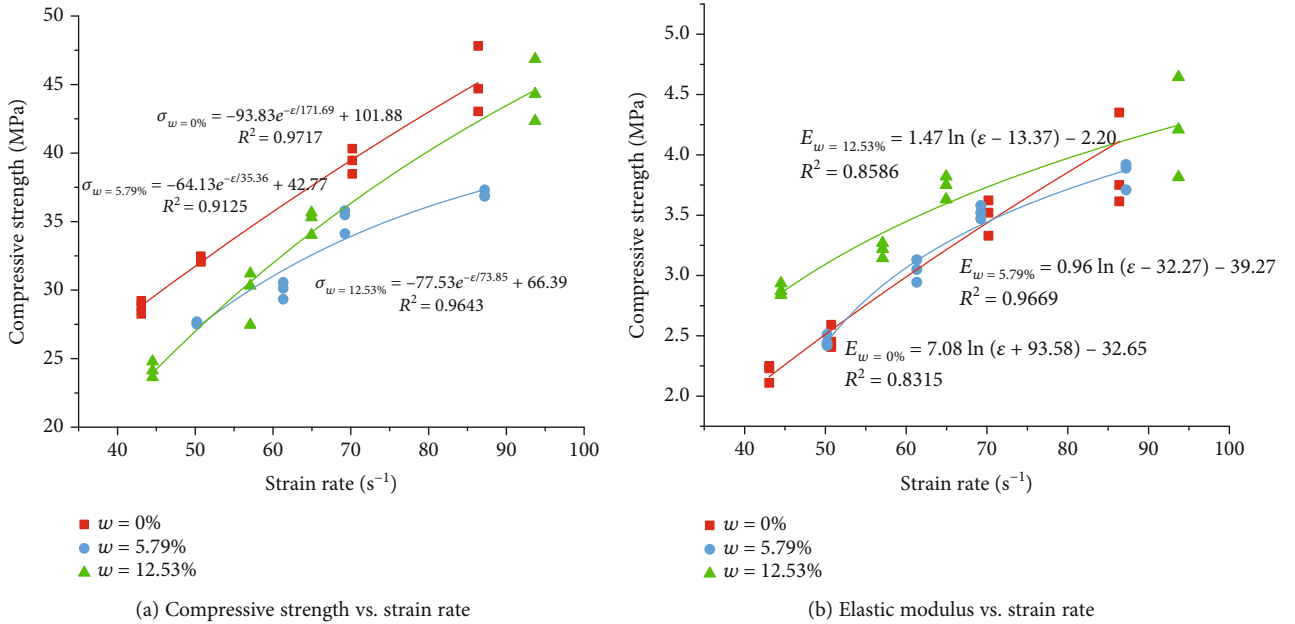 50
45
40
35
30
25
20
Compressive strength (MPa)
σw = 0% = –93.83e–ε/171.69 + 101.88
R2 = 0.9717
σw = 5.79% = –64.13e–ε/35.36 + 42.77
R2 = 0.9125
σw = 12.53% = –77.53e–ε/73.85 + 66.39
R2 = 0.9643
40 50 60 70 80 90 100
Strain rate (s–1)
w = 0%
w = 5.79%
w = 12.53%
(a) Compressive strength vs. strain rate
5.0
4.5
4.0
3.5
3.0
2.5
2.0
Compressive strength (MPa)
Ew = 12.53% = 1.47 ln (ε – 13.37) – 2.20
R2 = 0.8586
Ew = 5.79% = 0.96 ln (ε – 32.27) – 39.27
R2 = 0.9669
Ew = 0% = 7.08 ln (ε + 93.58) – 32.65
R2 = 0.8315
40 50 60 70 80 90 100
Strain rate (s–1)
w = 0%
w = 5.79%
w = 12.53%
(b) Elastic modulus vs. strain rate